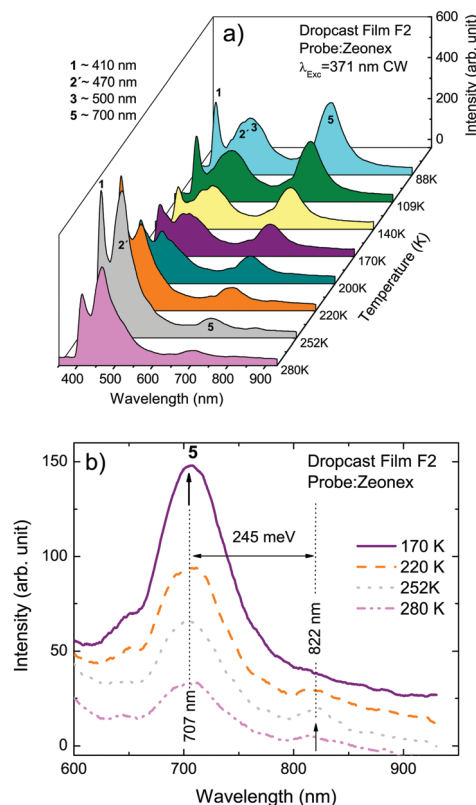 a)
Dropcast Film F2
Probe:Zeonex
λExc=371 nm CW
1 ~ 410 nm
2´~ 470 nm
3 ~ 500 nm
5 ~ 700 nm
600
400
200
0
Intensity (arb. unit)
1
2´
3
5
88K
109K
140K
170K
200K
220K
252K
280K
Temperature (K)
1
2´
5
400 500 600 700 800 900
Wavelength (nm)
b)
5
Dropcast Film F2
Probe:Zeonex
245 meV
170 K
220 K
252K
280 K
707 nm
822 nm
150
100
50
0
Intensity (arb. unit)
600 700 800 900
Wavelength (nm)